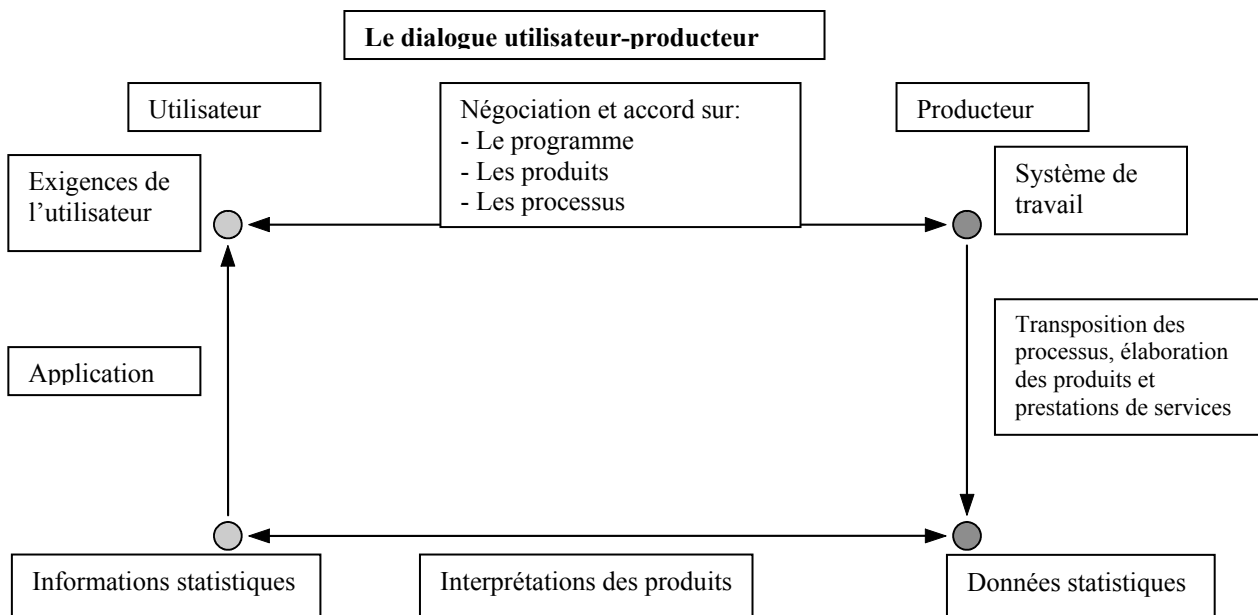 Le dialogue utilisateur-producteur
Utilisateur
Négociation et accord sur:
- Le programme
- Les produits
- Les processus
Producteur
Exigences de
l’utilisateur
Système de
travail
Application
Transposition des
processus, élaboration
des produits et
prestations de services
Informations statistiques
Interprétations des produits
Données statistiques